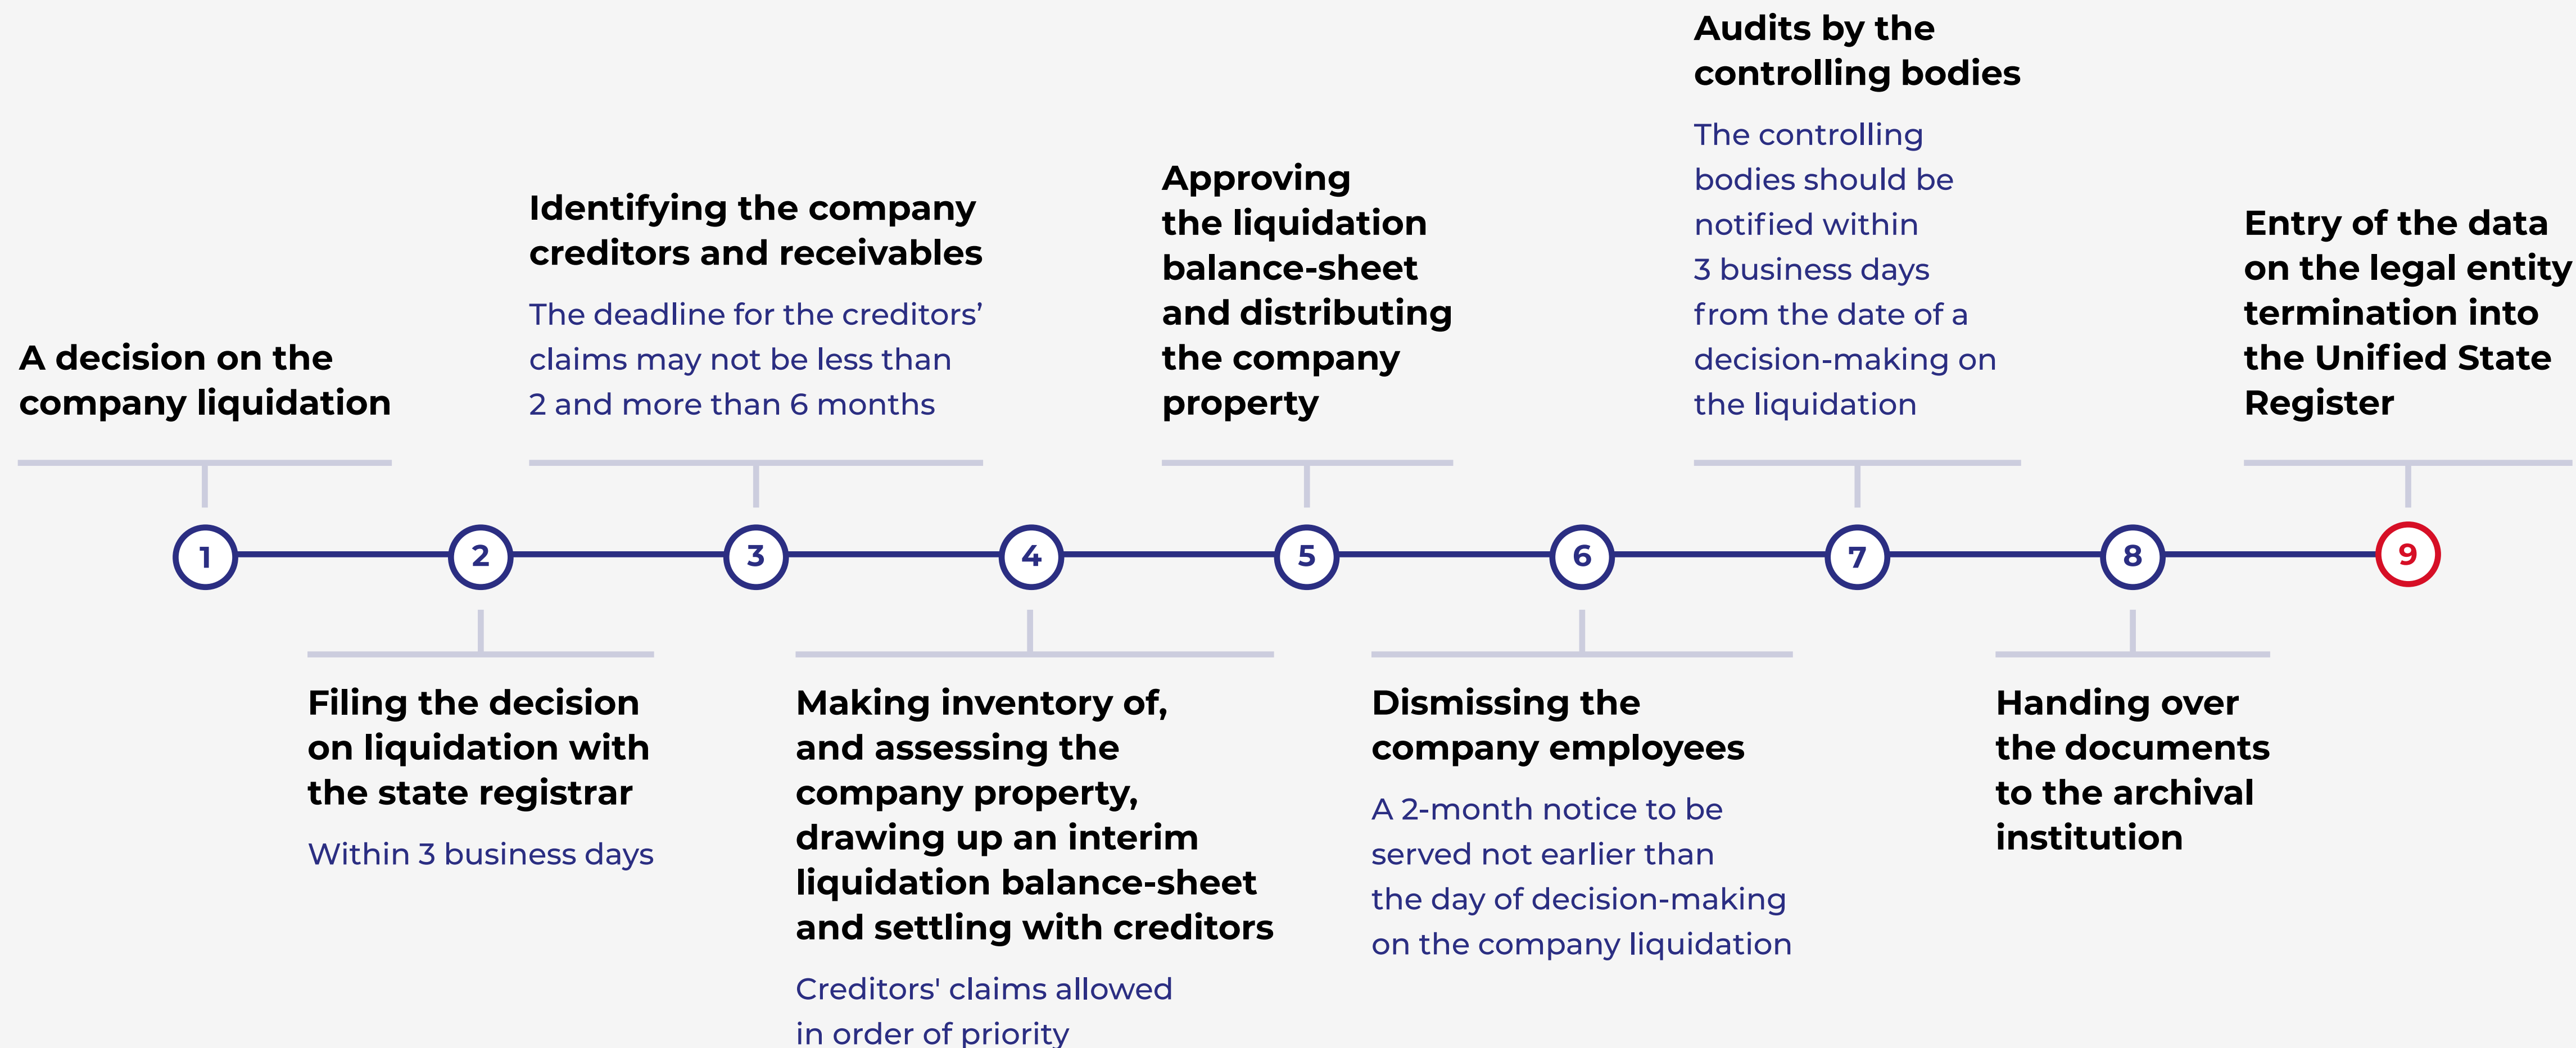 A decision on the
company liquidation
1
Filing the decision
on liquidation with
the state registrar
Within 3 business days
2
Identifying the company
creditors and receivables
The deadline for the creditors’
claims may not be less than
2 and more than 6 months
3
Making inventory of,
and assessing the
company property,
drawing up an interim
liquidation balance-sheet
and settling with creditors
Creditors' claims allowed
in order of priority
4
Approving
the liquidation
balance-sheet
and distributing
the company
property
5
Dismissing the
company employees
A 2-month notice to be
served not earlier than
the day of decision-making
on the company liquidation
6
Audits by the
controlling bodies
The controlling
bodies should be
notified within
3 business days
from the date of a
decision-making on
the liquidation
7
Handing over
the documents
to the archival
institution
8
Entry of the data
on the legal entity
termination into
the Unified State
Register
9